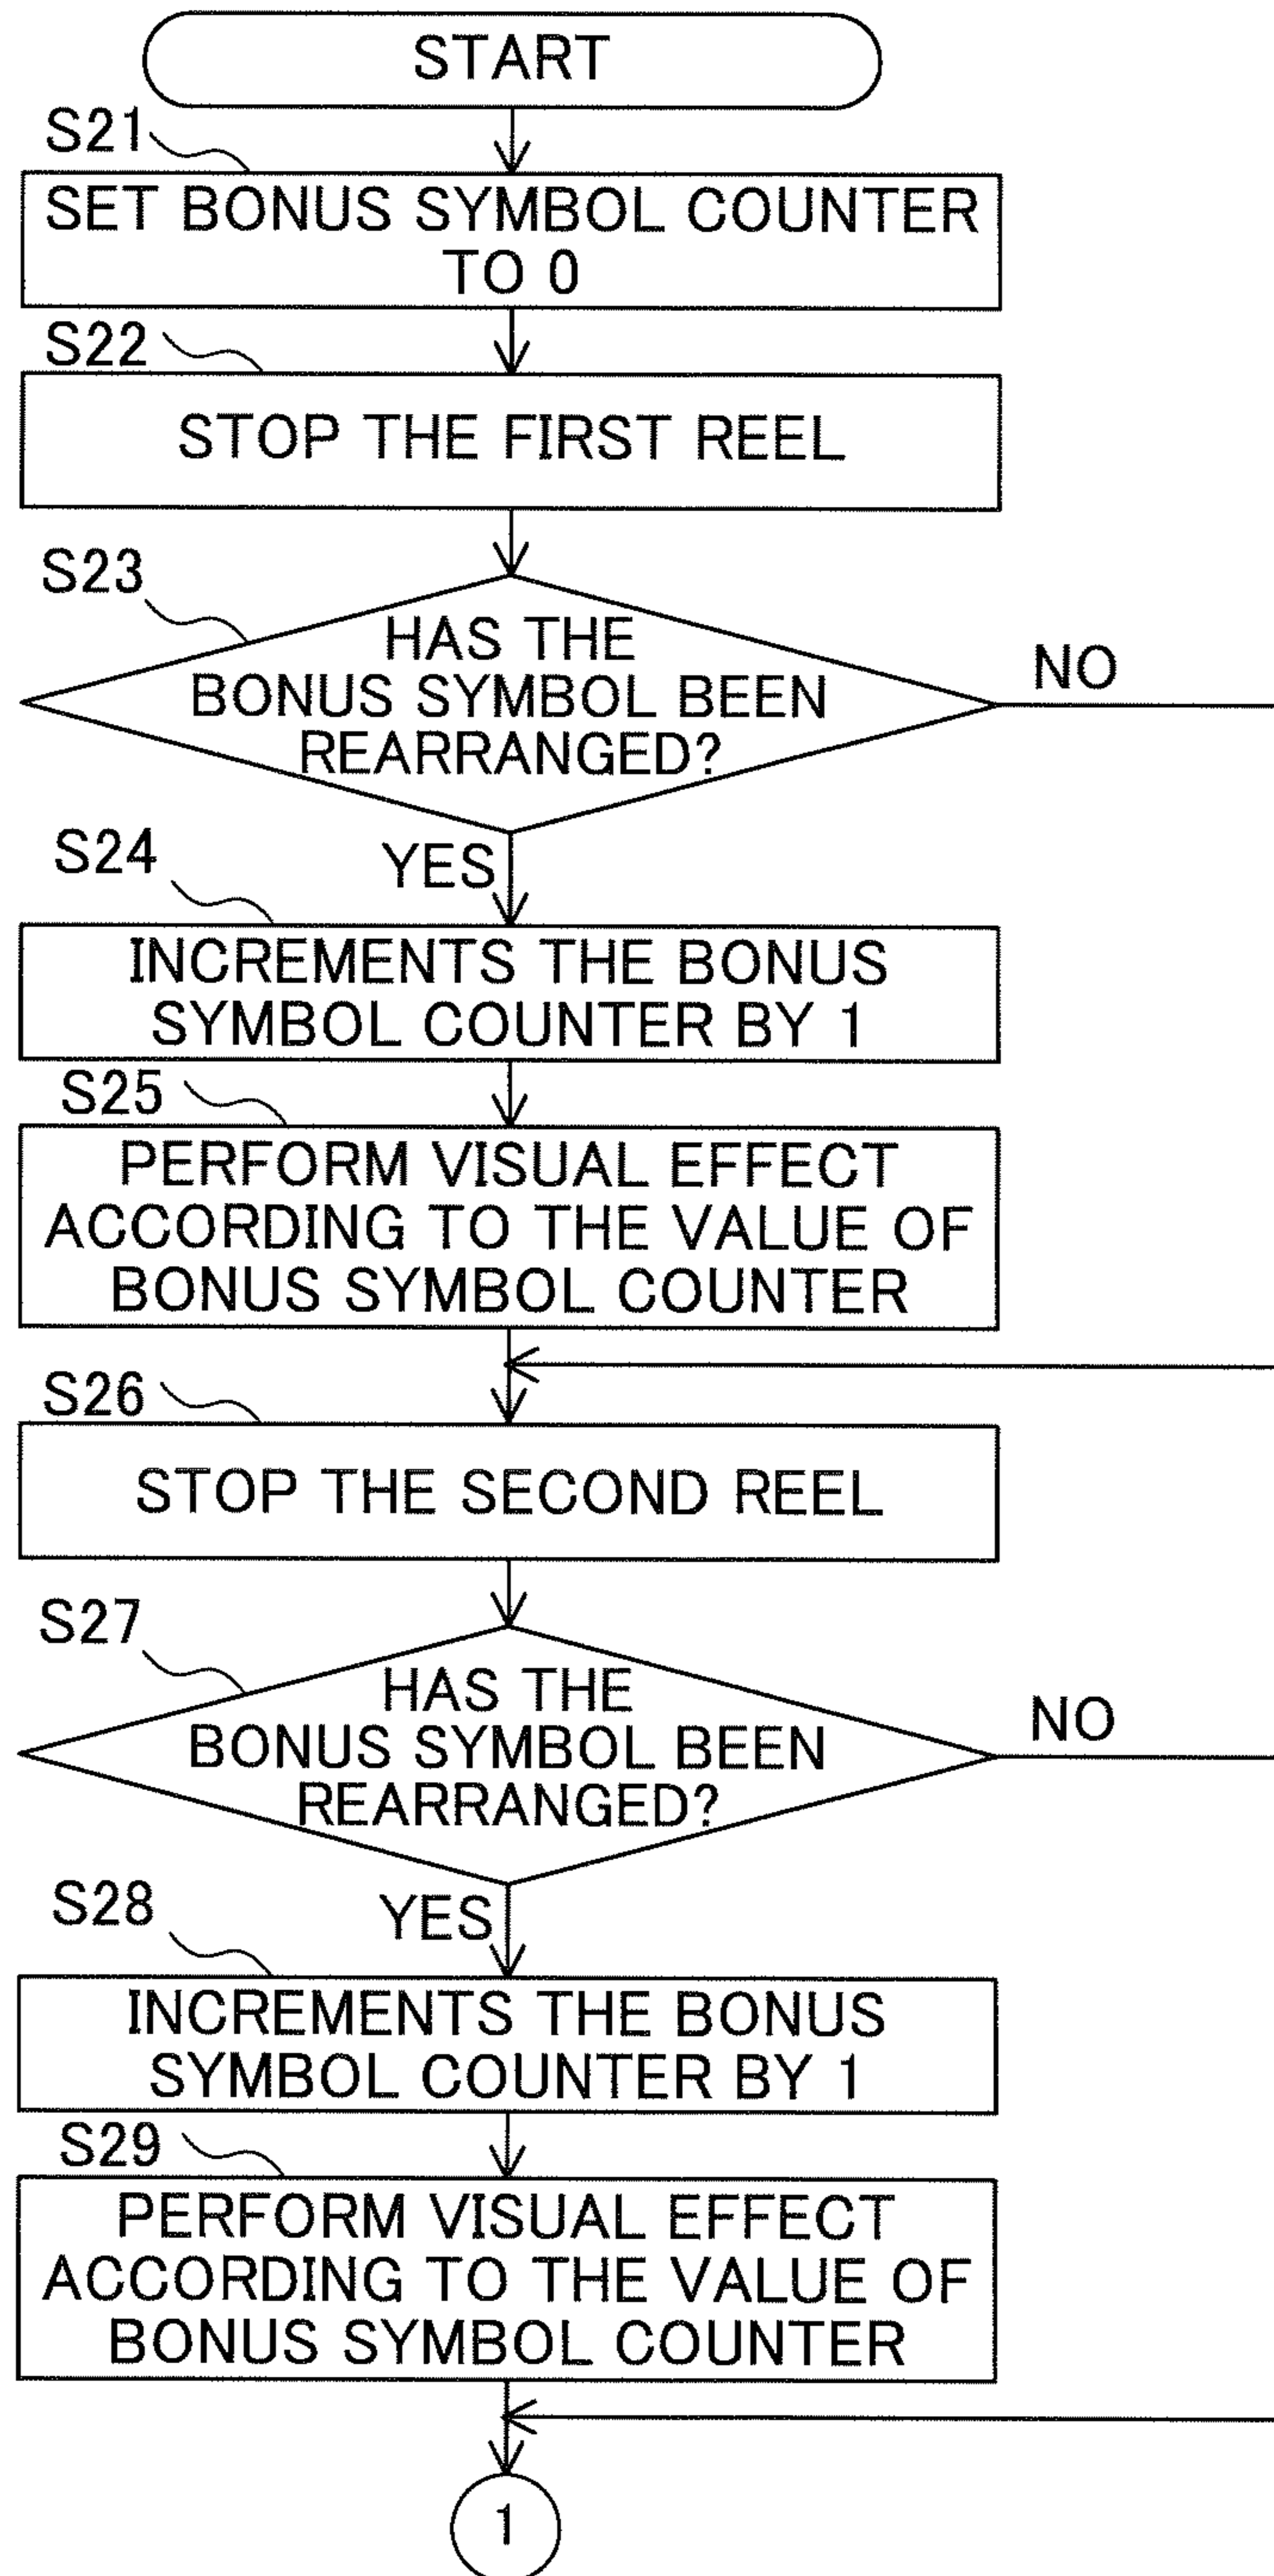 START
S21
SET BONUS SYMBOL COUNTER
TO 0
S22
STOP THE FIRST REEL
S23
HAS THE
BONUS SYMBOL BEEN
REARRANGED?
NO
YES
S24
INCREMENTS THE BONUS
SYMBOL COUNTER BY 1
S25
PERFORM VISUAL EFFECT
ACCORDING TO THE VALUE OF
BONUS SYMBOL COUNTER
S26
STOP THE SECOND REEL
S27
HAS THE
BONUS SYMBOL BEEN
REARRANGED?
NO
YES
S28
INCREMENTS THE BONUS
SYMBOL COUNTER BY 1
S29
PERFORM VISUAL EFFECT
ACCORDING TO THE VALUE OF
BONUS SYMBOL COUNTER
1